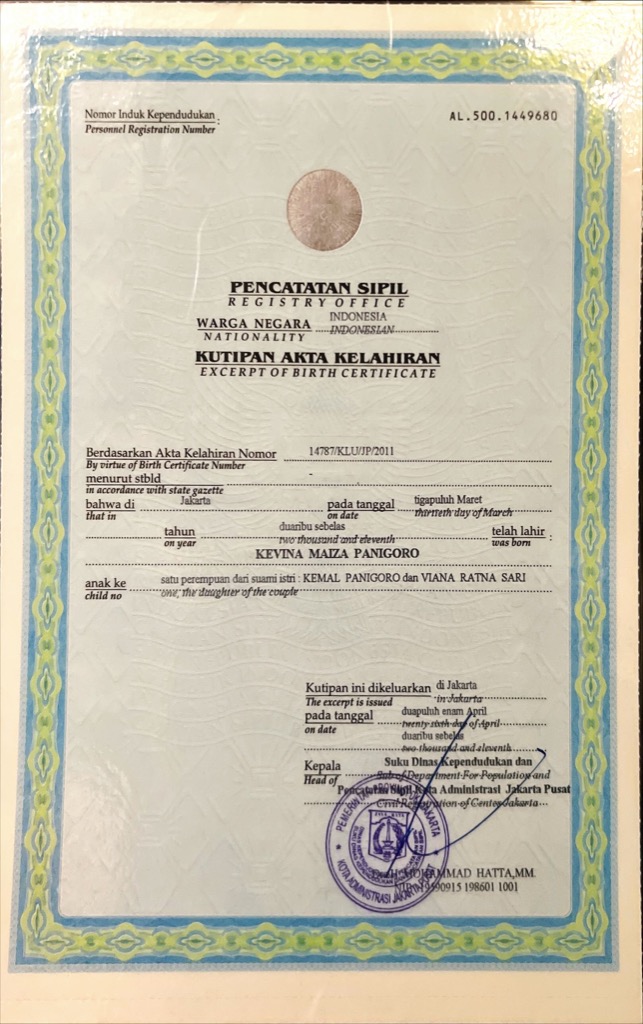 Nomor Induk Kependudukan :
Personnel Registration Number
AL.500.1449680
PENCATATAN SIPIL
REGISTRY OFFICE
WARGA NEGARA INDONESIA
NATIONALITY INDONESIAN
KUTIPAN AKTA KELAHIRAN
EXCERPT OF BIRTH CERTIFICATE
Berdasarkan Akta Kelahiran Nomor 14787/KLU/JP/2011
By virtue of Birth Certificate Number
menurut stbld -
in accordance with state gazette
bahwa di Jakarta pada tanggal tigapuluh Maret
that in on date thirtieth day of March
tahun duaribu sebelas telah lahir :
on year two thousand and eleventh was born
KEVINA MAIZA PANIGORO
anak ke satu perempuan dari suami istri : KEMAL PANIGORO dan VIANA RATNA SARI
child no one, the daughter of the couple
Kutipan ini dikeluarkan di Jakarta
The excerpt is issued in Jakarta
pada tanggal duapuluh enam April
on date twenty sixth day of April
duaribu sebelas
two thousand and eleventh
Kepala Suku Dinas Kependudukan dan
Head of Sub of Department For Population and
Pencatatan Sipil Kota Administrasi Jakarta Pusat
Civil Registration of Center Jakarta
KOTA ADMINISTRASI JAKARTA PUSAT
JAYA RAYA
MOHAMMAD HATTA,MM.
NIP. 19590915 198601 1001